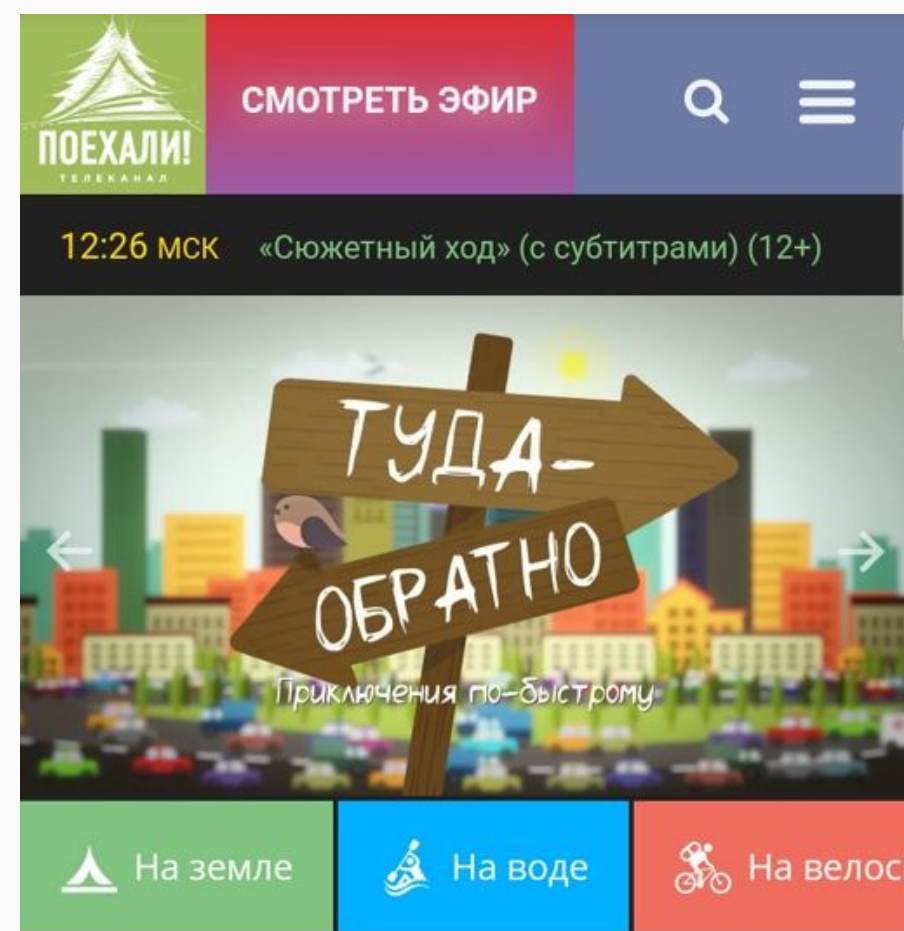 ПОЕХАЛИ!
ТЕЛЕКАНАЛ
СМОТРЕТЬ ЭФИР
12:26 МСК «Сюжетный ход» (с субтитрами) (12+)
ТУДА-
ОБРАТНО
Приключения по-быстрому
На земле На воде На велос